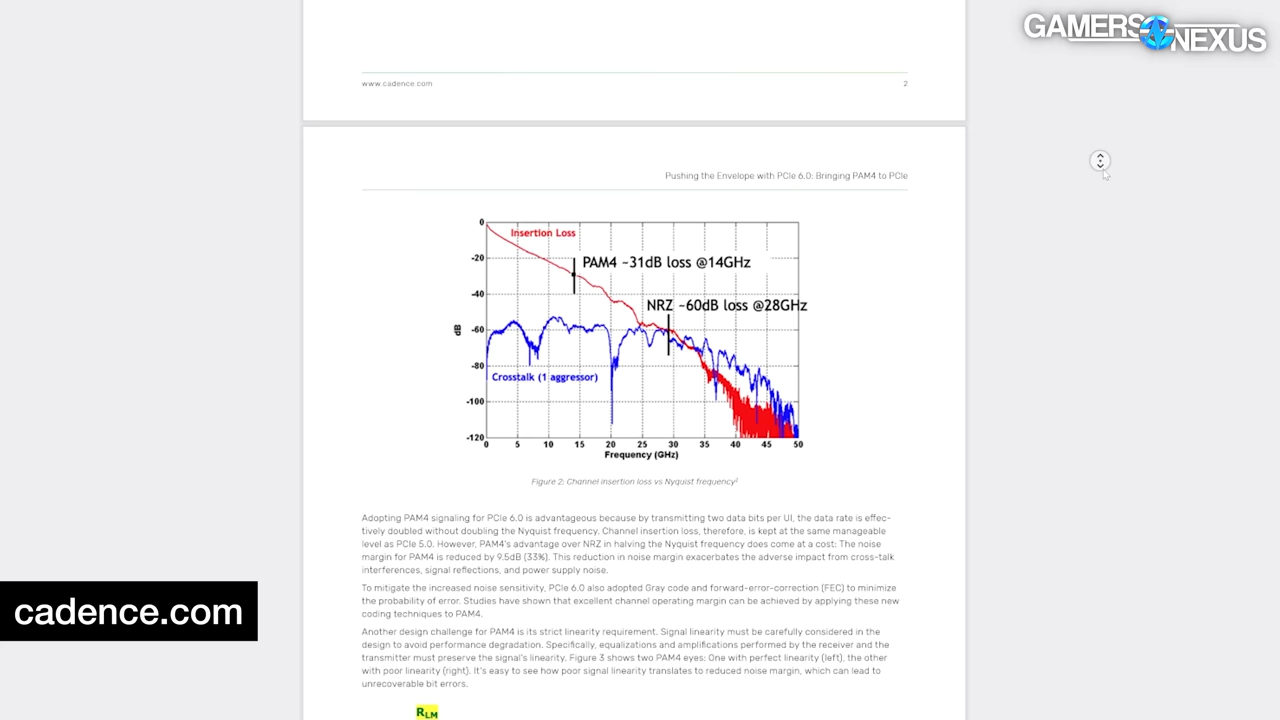 GAMERS NEXUS
www.cadence.com 2
Pushing the Envelope with PCIe 6.0: Bringing PAM4 to PCIe
0
-20
-40
-60
-80
-100
-120
dB
Insertion Loss
PAM4 ~31dB loss @14GHz
NRZ ~60dB loss @28GHz
Crosstalk (1 aggressor)
0 5 10 15 20 25 30 35 40 45 50
Frequency (GHz)
Figure 2: Channel insertion loss vs Nyquist frequency²
Adopting PAM4 signaling for PCIe 6.0 is advantageous because by transmitting two data bits per UI, the data rate is effec-
tively doubled without doubling the Nyquist frequency. Channel insertion loss, therefore, is kept at the same manageable
level as PCIe 5.0. However, PAM4's advantage over NRZ in halving the Nyquist frequency does come at a cost: The noise
margin for PAM4 is reduced by 9.5dB (33%). This reduction in noise margin exacerbates the adverse impact from cross-talk
interferences, signal reflections, and power supply noise.
To mitigate the increased noise sensitivity, PCIe 6.0 also adopted Gray code and forward-error-correction (FEC) to minimize
the probability of error. Studies have shown that excellent channel operating margin can be achieved by applying these new
coding techniques to PAM4.
Another design challenge for PAM4 is its strict linearity requirement. Signal linearity must be carefully considered in the
design to avoid performance degradation. Specifically, equalizations and amplifications performed by the receiver and the
transmitter must preserve the signal's linearity. Figure 3 shows two PAM4 eyes: One with perfect linearity (left), the other
with poor linearity (right). It's easy to see how poor signal linearity translates to reduced noise margin, which can lead to
unrecoverable bit errors.
RLM
cadence.com